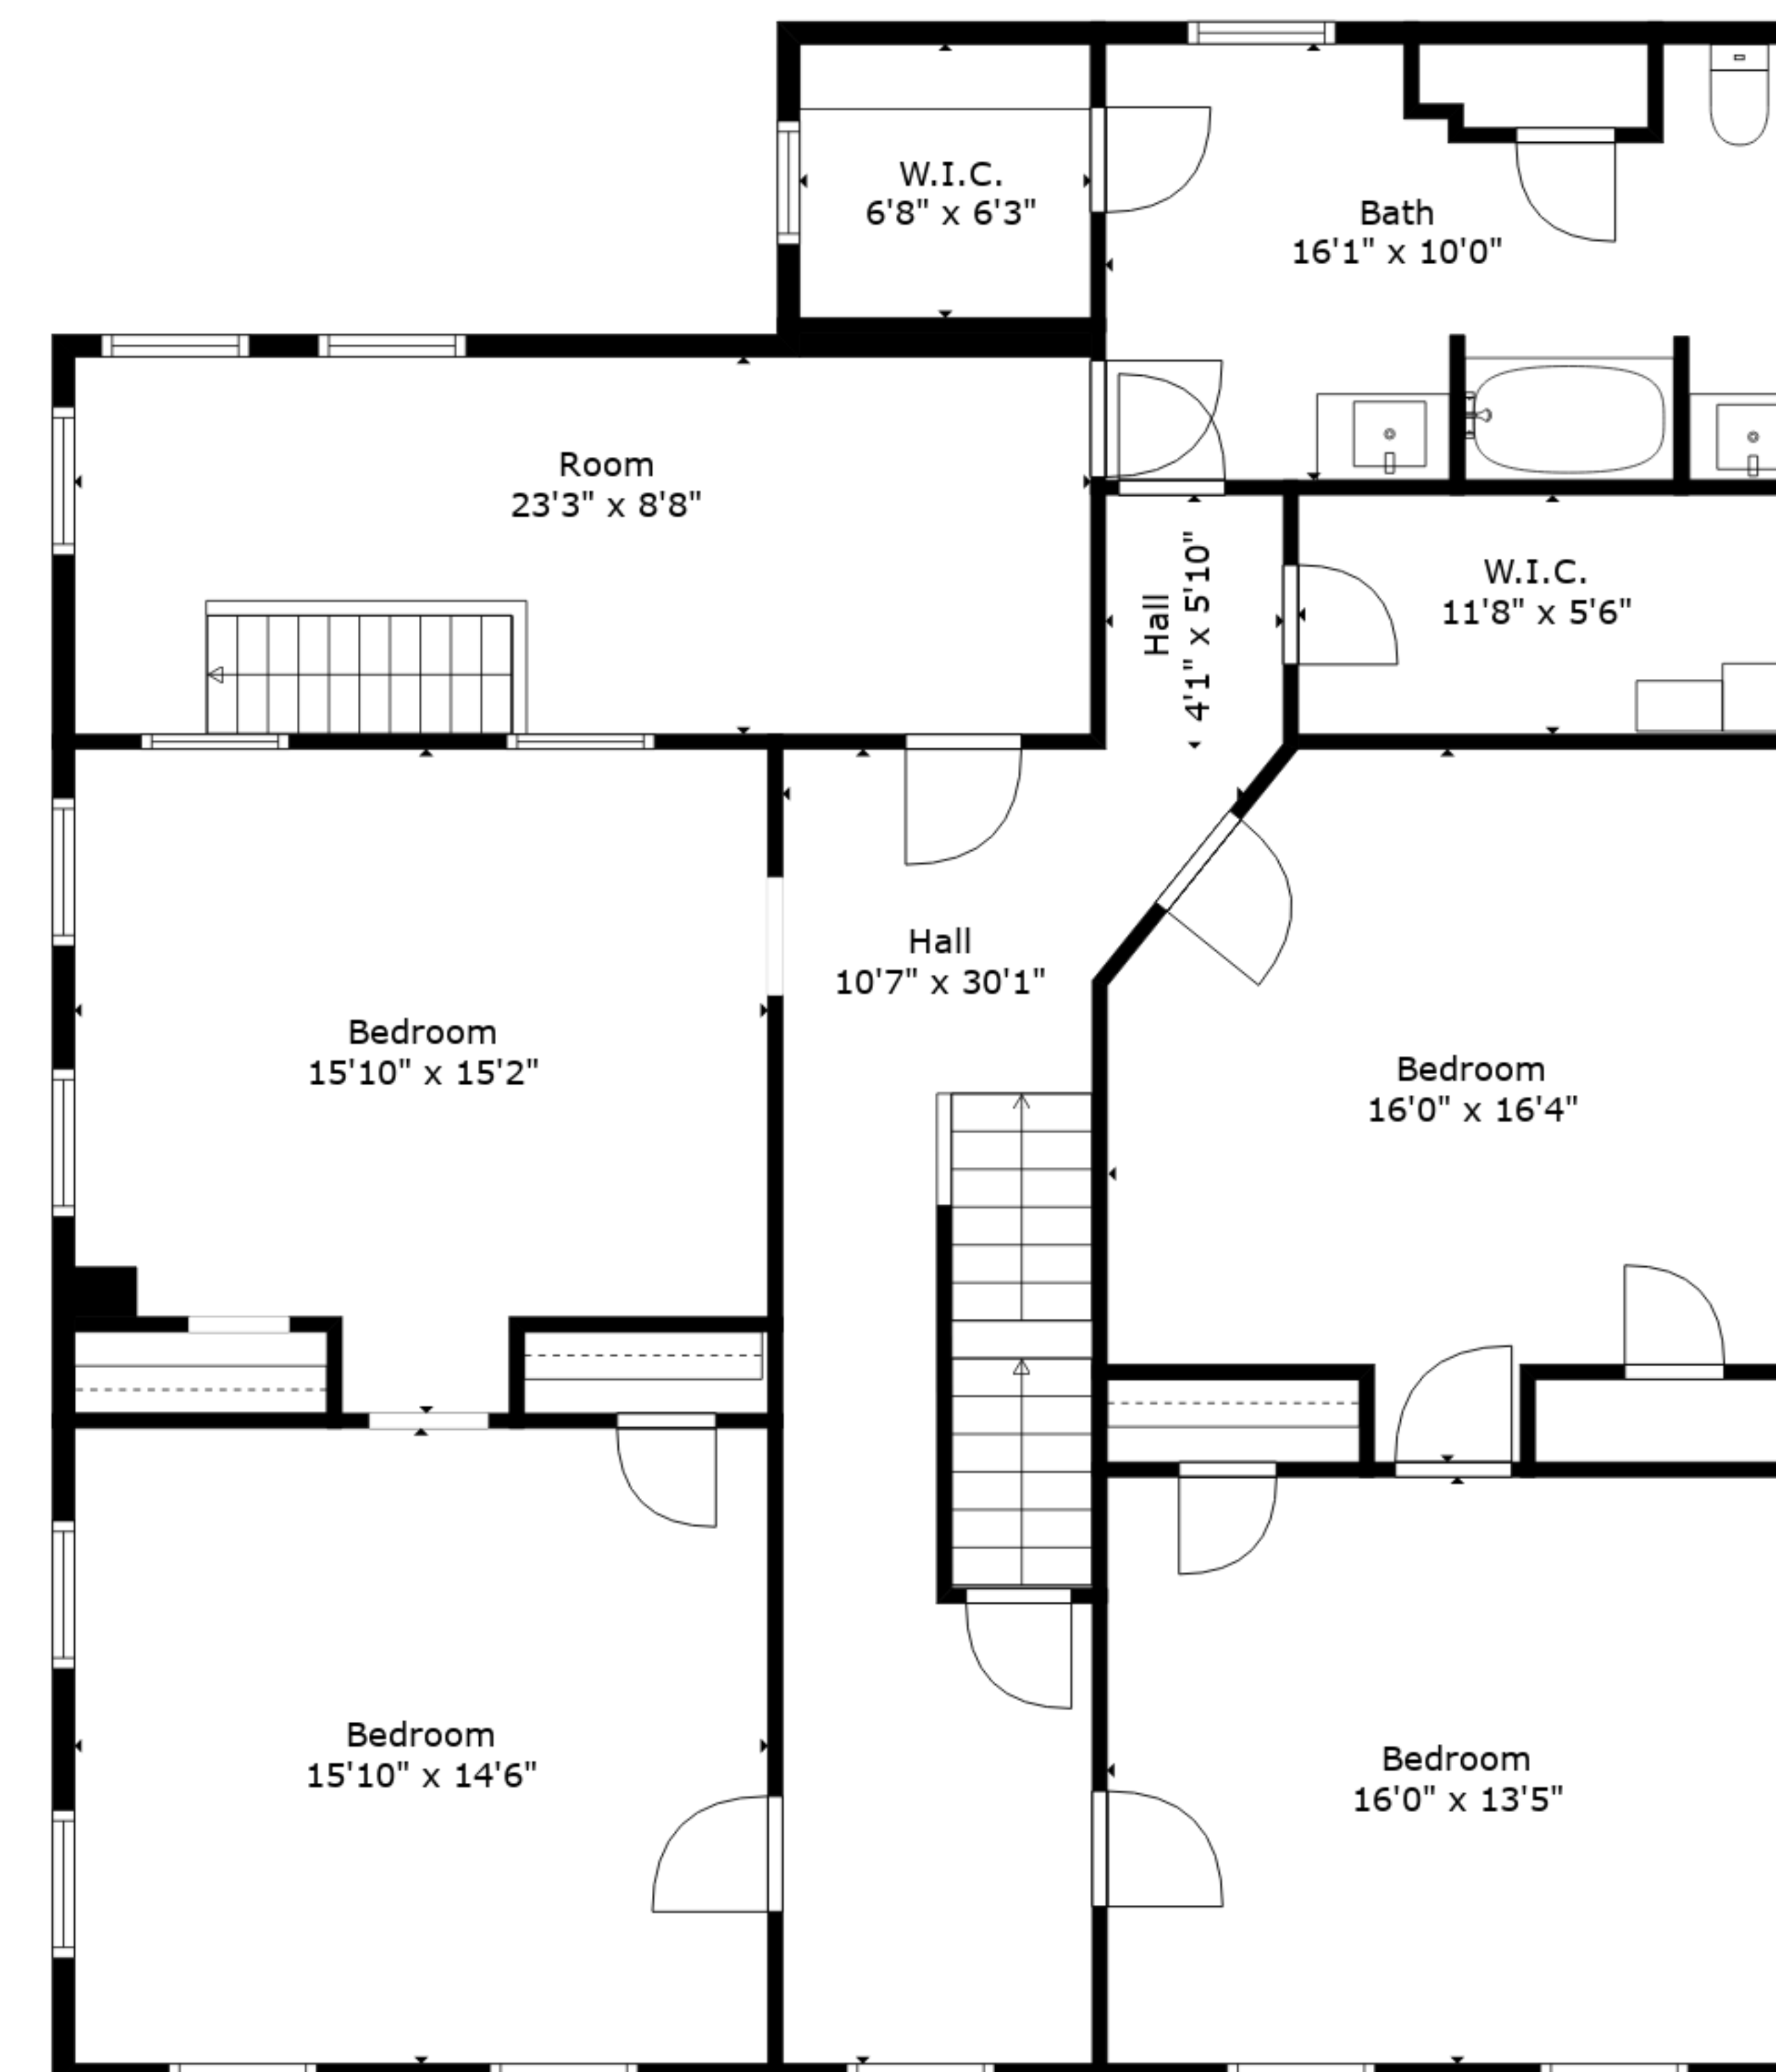 W.I.C.
6'8" x 6'3"
Bath
16'1" x 10'0"
Room
23'3" x 8'8"
Hall
4'1" x 5'10"
W.I.C.
11'8" x 5'6"
Hall
10'7" x 30'1"
Bedroom
15'10" x 15'2"
Bedroom
16'0" x 16'4"
Bedroom
15'10" x 14'6"
Bedroom
16'0" x 13'5"